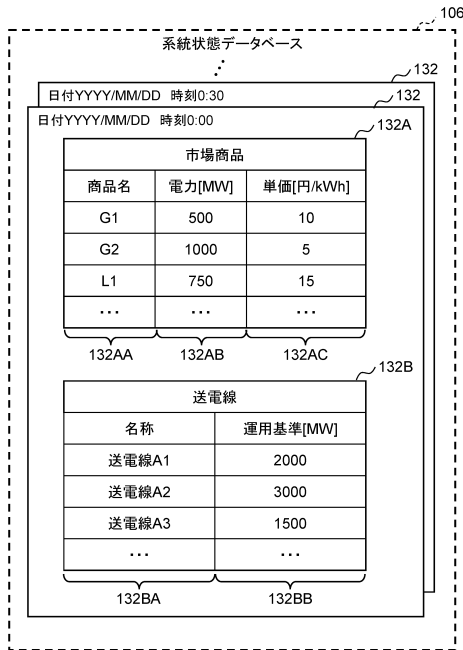 106
系統状態データベース
132
日付YYYY/MM/DD 時刻0:30
132
日付YYYY/MM/DD 時刻0:00
132A
市場商品
商品名 電力[MW] 単価[円/kWh]
G1 500 10
G2 1000 5
L1 750 15
... ... ...
132AA 132AB 132AC
132B
送電線
名称 運用基準[MW]
送電線A1 2000
送電線A2 3000
送電線A3 1500
... ...
132BA 132BB